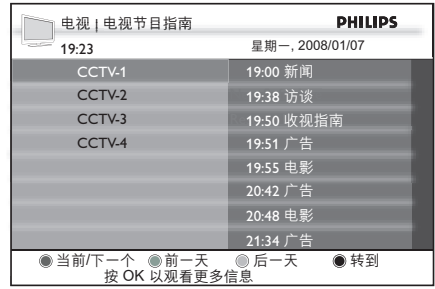 电视 | 电视节目指南 PHILIPS
19:23 星期一, 2008/01/07
CCTV-1 19:00 新闻
CCTV-2 19:38 访谈
CCTV-3 19:50 收视指南
CCTV-4 19:51 广告
19:55 电影
20:42 广告
20:48 电影
21:34 广告
当前/下一个 前一天 后一天 转到
按 OK 以观看更多信息